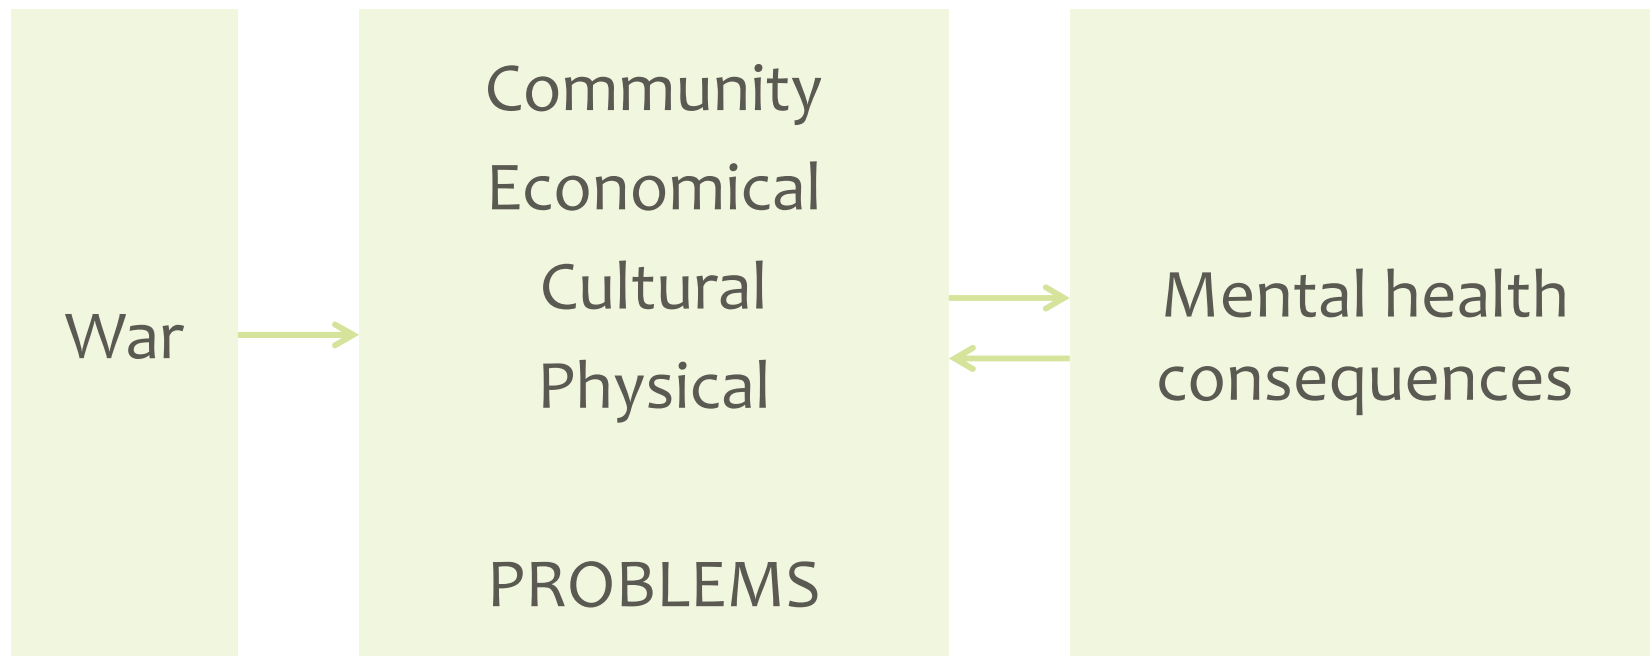 War
Community
Economical
Cultural
Physical
PROBLEMS
Mental health
consequences